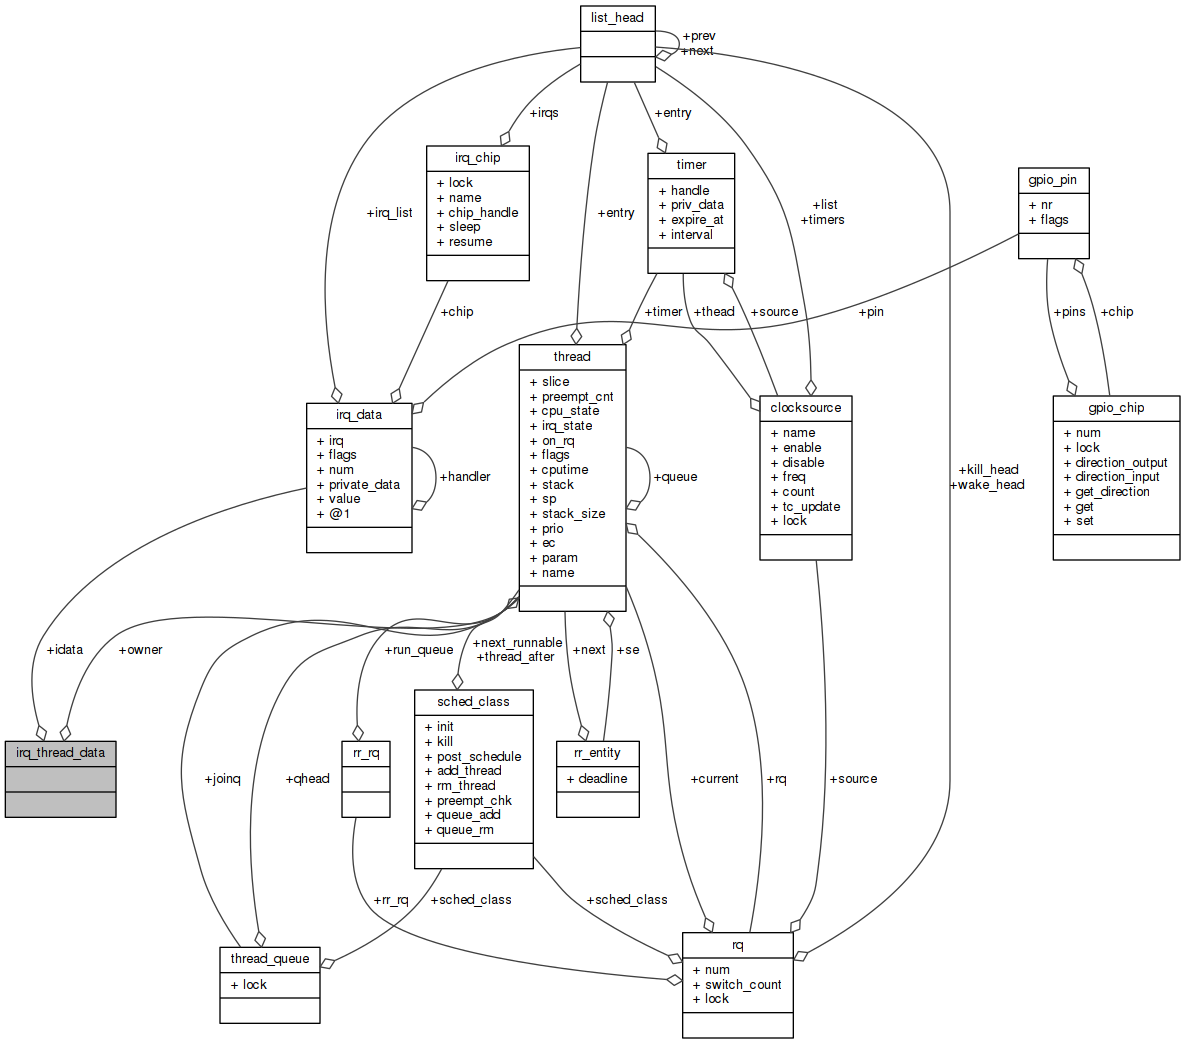 list_head
+prev
+next
+irqs
+entry
irq_chip
+ lock
+ name
+ chip_handle
+ sleep
+ resume
timer
+ handle
+ priv_data
+ expire_at
+ interval
gpio_pin
+ nr
+ flags
+irq_list
+entry
+list
+timers
+chip
+timer
+thead
+source
+pin
+pins
+chip
thread
+ slice
+ preempt_cnt
+ cpu_state
+ irq_state
+ on_rq
+ flags
+ cputime
+ stack
+ sp
+ stack_size
+ prio
+ ec
+ param
+ name
irq_data
+ irq
+ flags
+ num
+ private_data
+ value
+ @1
+handler
+queue
clocksource
+ name
+ enable
+ disable
+ freq
+ count
+ tc_update
+ lock
+kill_head
+wake_head
gpio_chip
+ num
+ lock
+ direction_output
+ direction_input
+ get_direction
+ get
+ set
+idata
+owner
+run_queue
+next_runnable
+thread_after
+next
+se
irq_thread_data
+joinq
+qhead
rr_rq
sched_class
+ init
+ kill
+ post_schedule
+ add_thread
+ rm_thread
+ preempt_chk
+ queue_add
+ queue_rm
rr_entity
+ deadline
+current
+rq
+source
+rr_rq
+sched_class
+sched_class
thread_queue
+ lock
rq
+ num
+ switch_count
+ lock